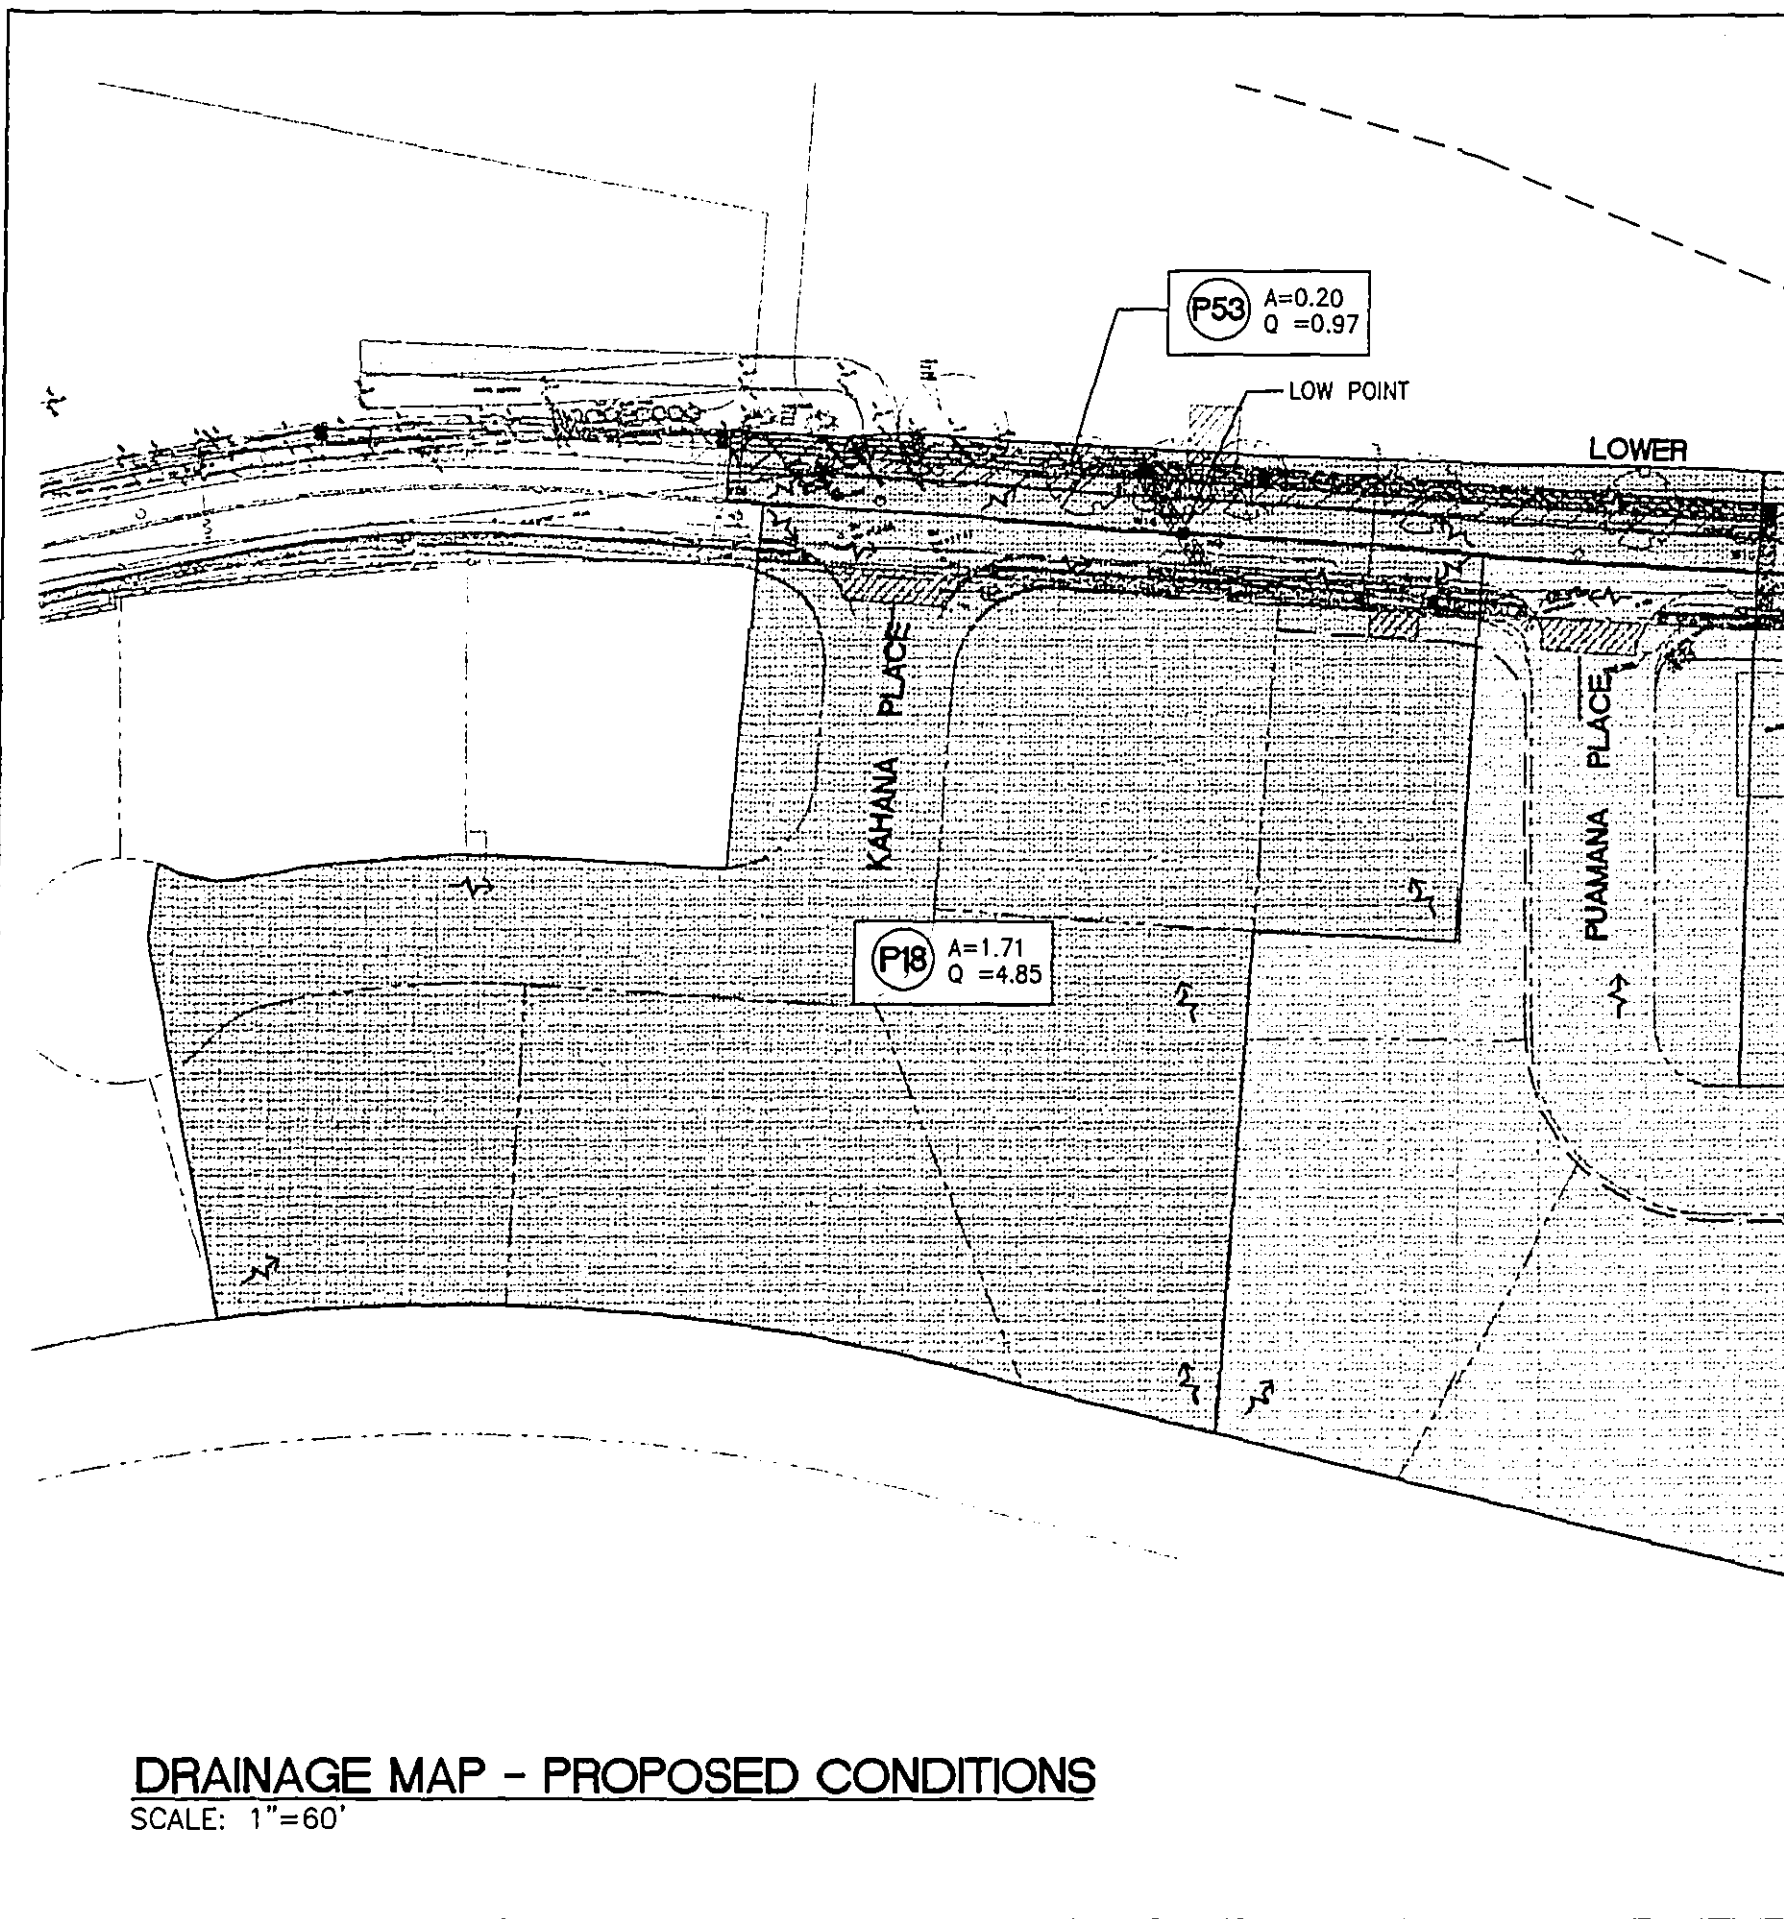 P53
A=0.20
Q =0.97
LOW POINT
LOWER
KAHANA PLACE
PUAMANA PLACE
P18
A=1.71
Q =4.85
DRAINAGE MAP - PROPOSED CONDITIONS
SCALE: 1"=60'